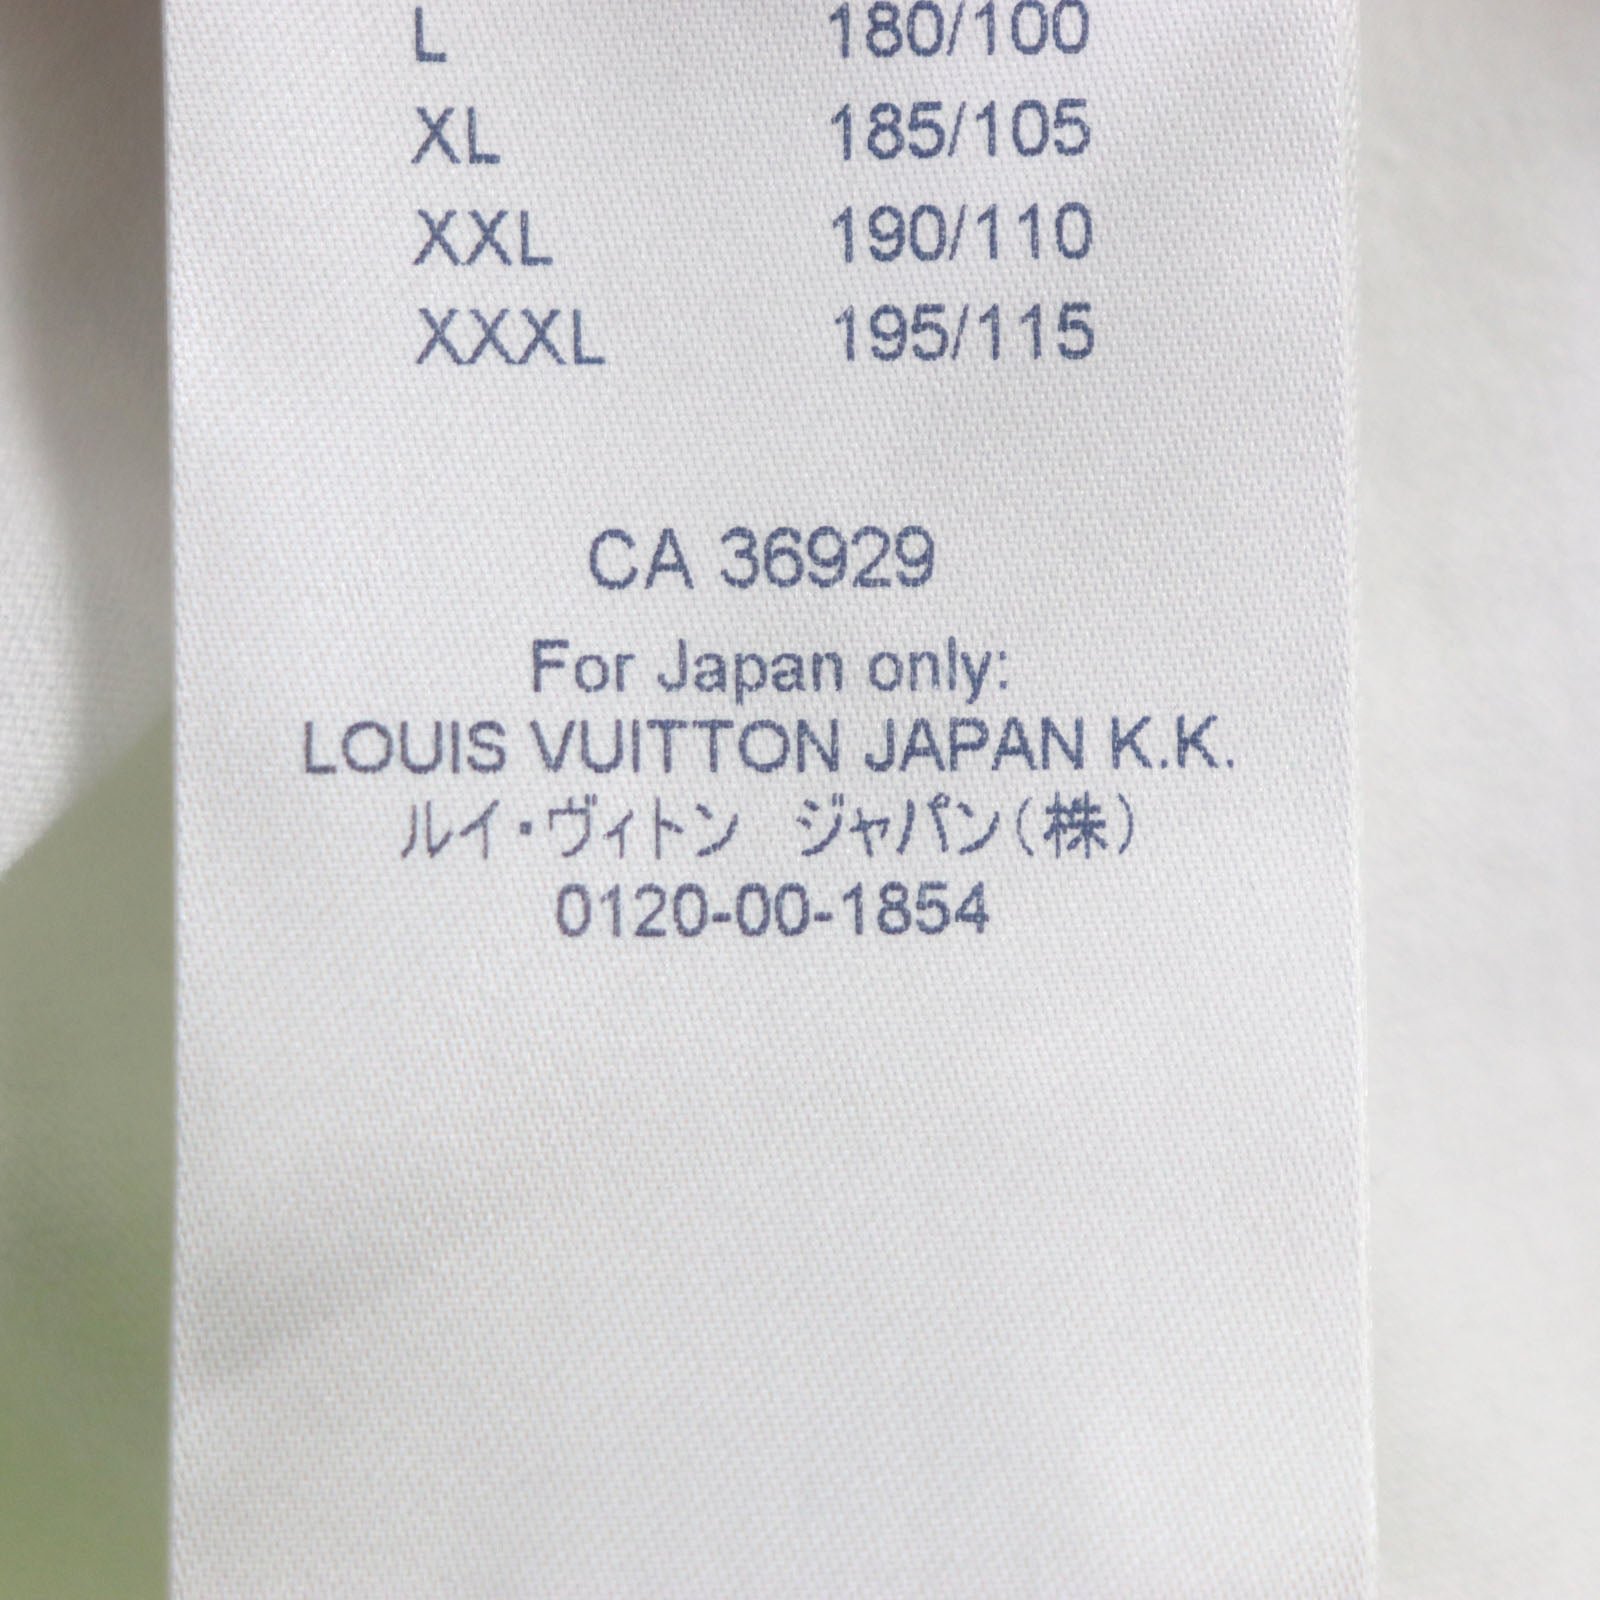 L 180/100
XL 185/105
XXL 190/110
XXXL 195/115
CA 36929
For Japan only:
LOUIS VUITTON JAPAN K.K.
ルイ・ヴィトン　ジャパン(株)
0120-00-1854